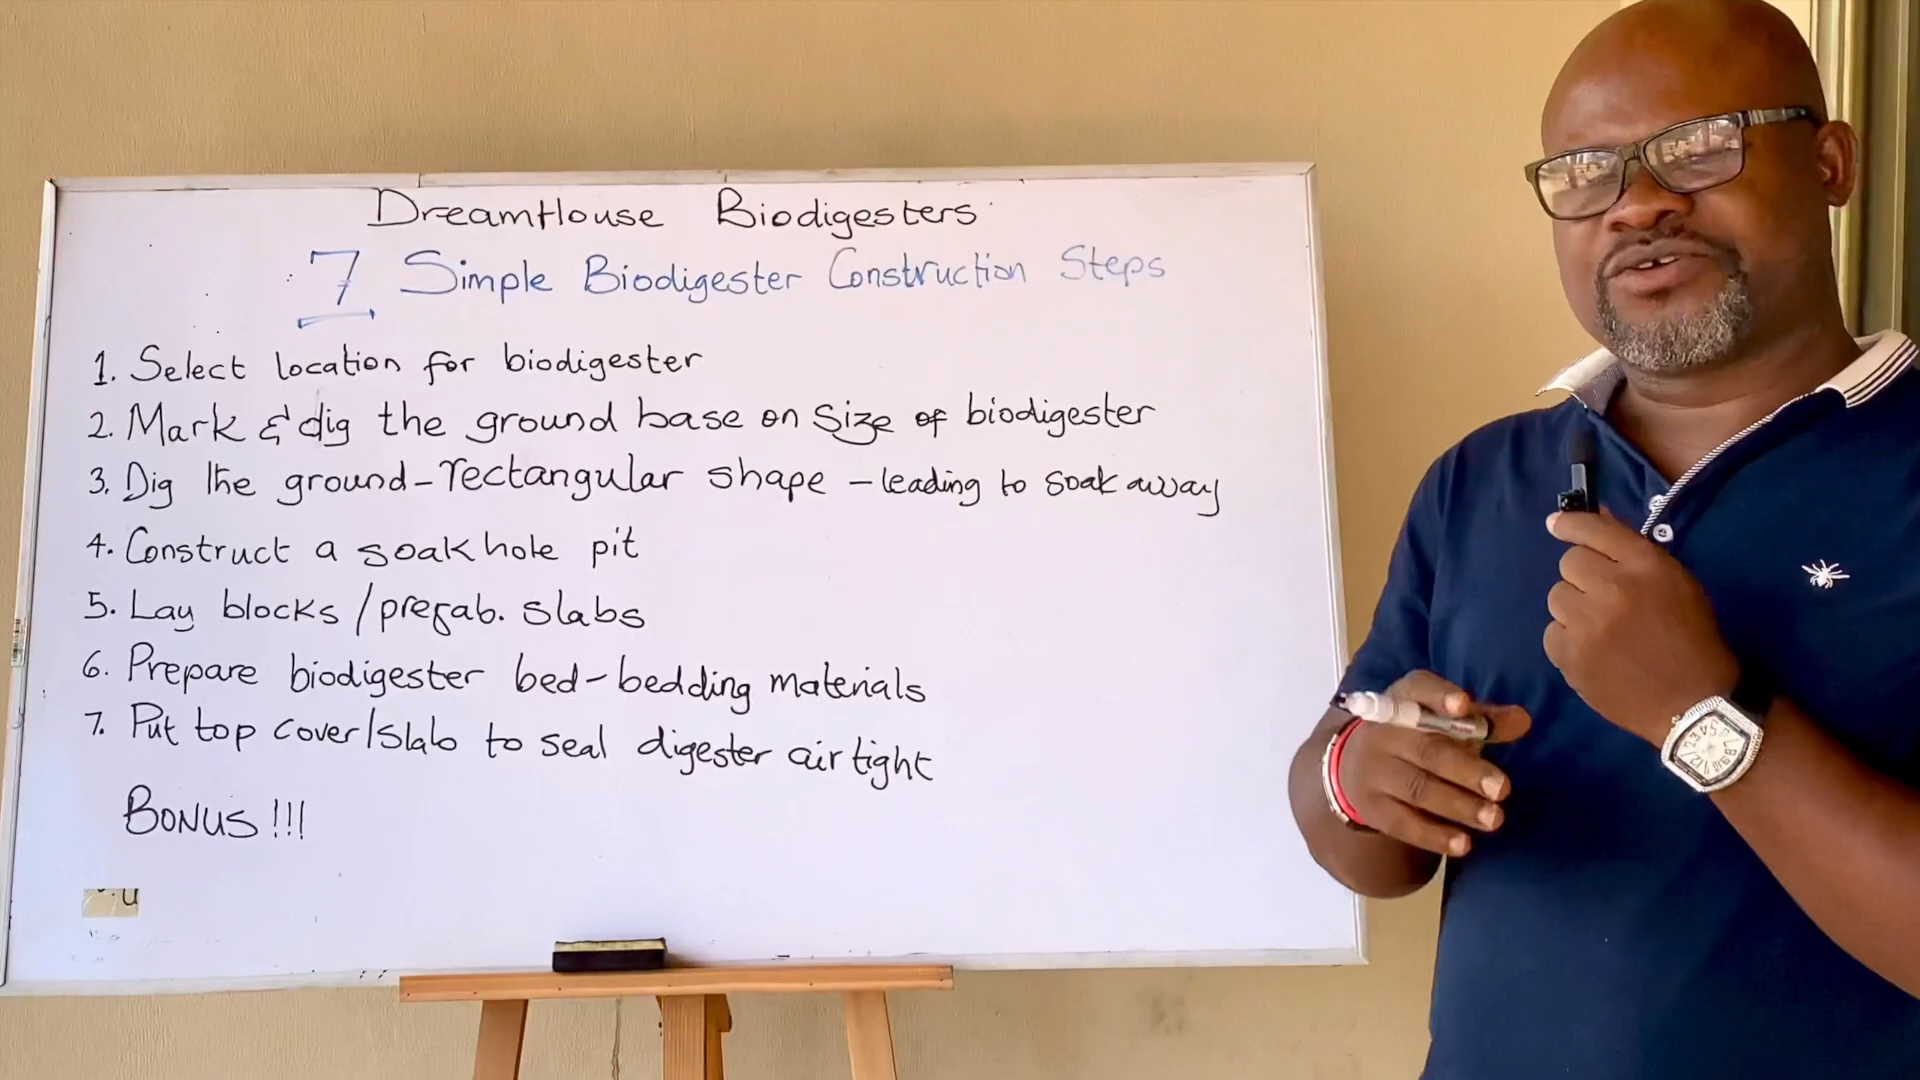 DreamHouse Biodigesters
7 Simple Biodigester Construction Steps
1. Select location for biodigester
2. Mark & dig the ground base on size of biodigester
3. Dig the ground - rectangular shape - leading to soak away
4. Construct a soak hole pit
5. Lay blocks / prefab. slabs
6. Prepare biodigester bed - bedding materials
7. Put top cover/slab to seal digester air tight
BONUS !!!